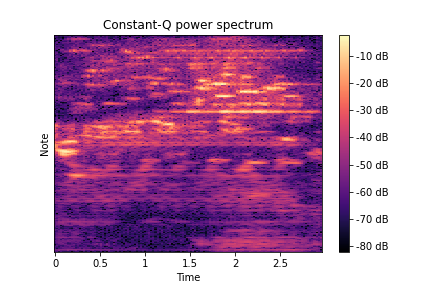 Constant-Q power spectrum
Note
-10 dB
-20 dB
-30 dB
-40 dB
-50 dB
-60 dB
-70 dB
-80 dB
0 0.5 1 1.5 2 2.5
Time